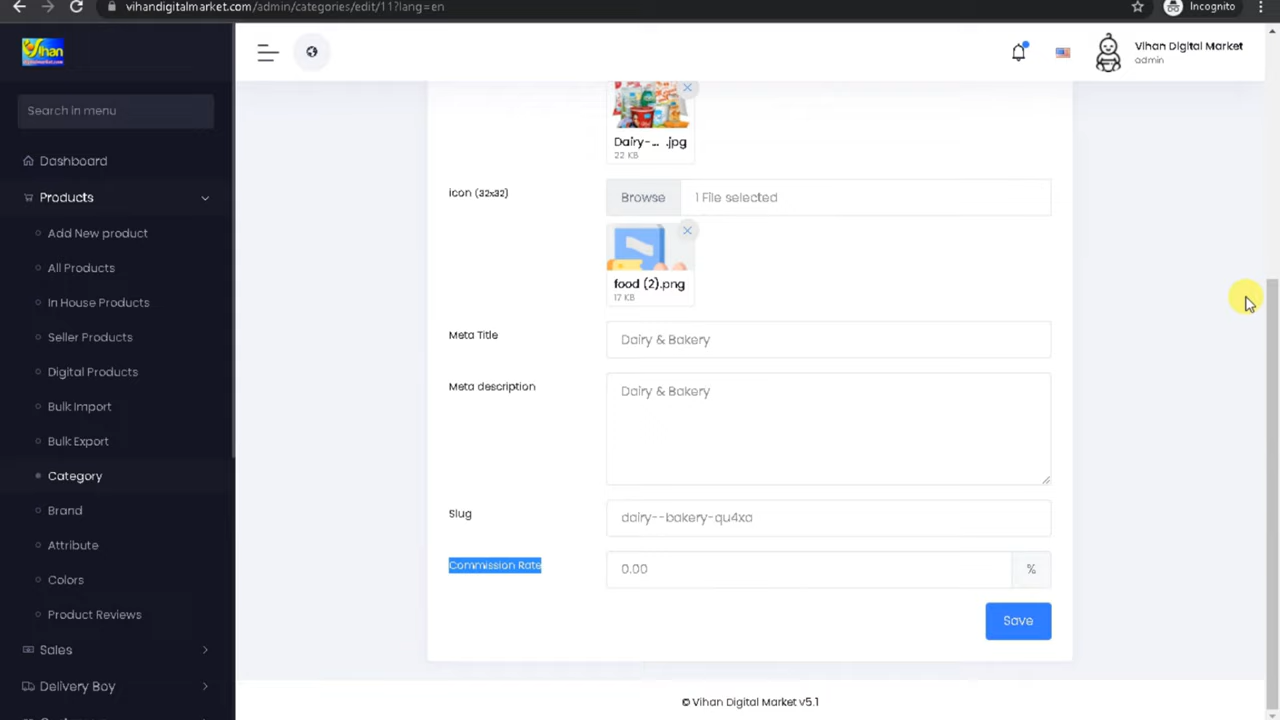 vihandigitalmarket.com/admin/categories/edit/11?lang=en
Incognito
Vihan
Search in menu
Dashboard
Products
Add New product
All Products
In House Products
Seller Products
Digital Products
Bulk Import
Bulk Export
Category
Brand
Attribute
Colors
Product Reviews
Sales
Delivery Boy
Vihan Digital Market
admin
Dairy-... .jpg
22 KB
icon (32x32)
Browse
1 File selected
food (2).png
17 KB
Meta Title
Dairy & Bakery
Meta description
Dairy & Bakery
Slug
dairy--bakery-qu4xo
Commission Rate
0.00
%
Save
© Vihan Digital Market v5.1